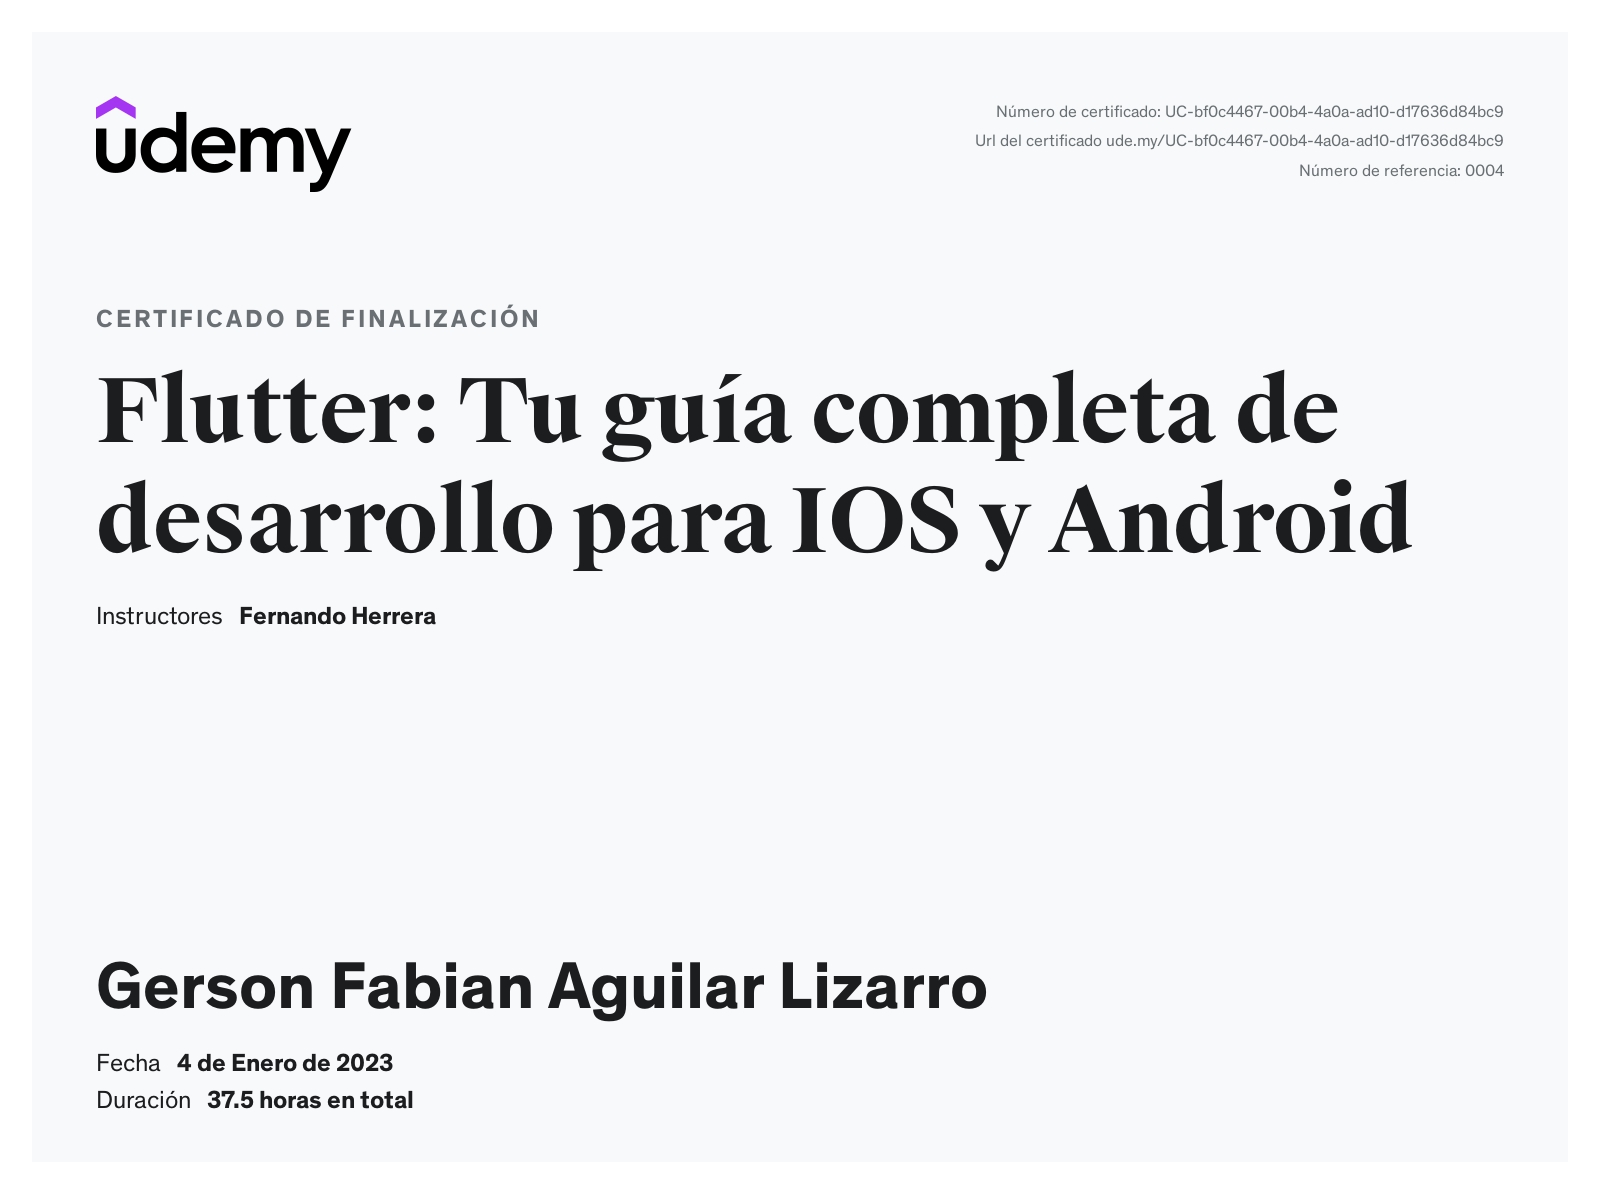 udemy
Número de certificado: UC-bf0c4467-00b4-4a0a-ad10-d17636d84bc9
Url del certificado ude.my/UC-bf0c4467-00b4-4a0a-ad10-d17636d84bc9
Número de referencia: 0004
CERTIFICADO DE FINALIZACIÓN
Flutter: Tu guía completa de
desarrollo para IOS y Android
Instructores Fernando Herrera
Gerson Fabian Aguilar Lizarro
Fecha 4 de Enero de 2023
Duración 37.5 horas en total